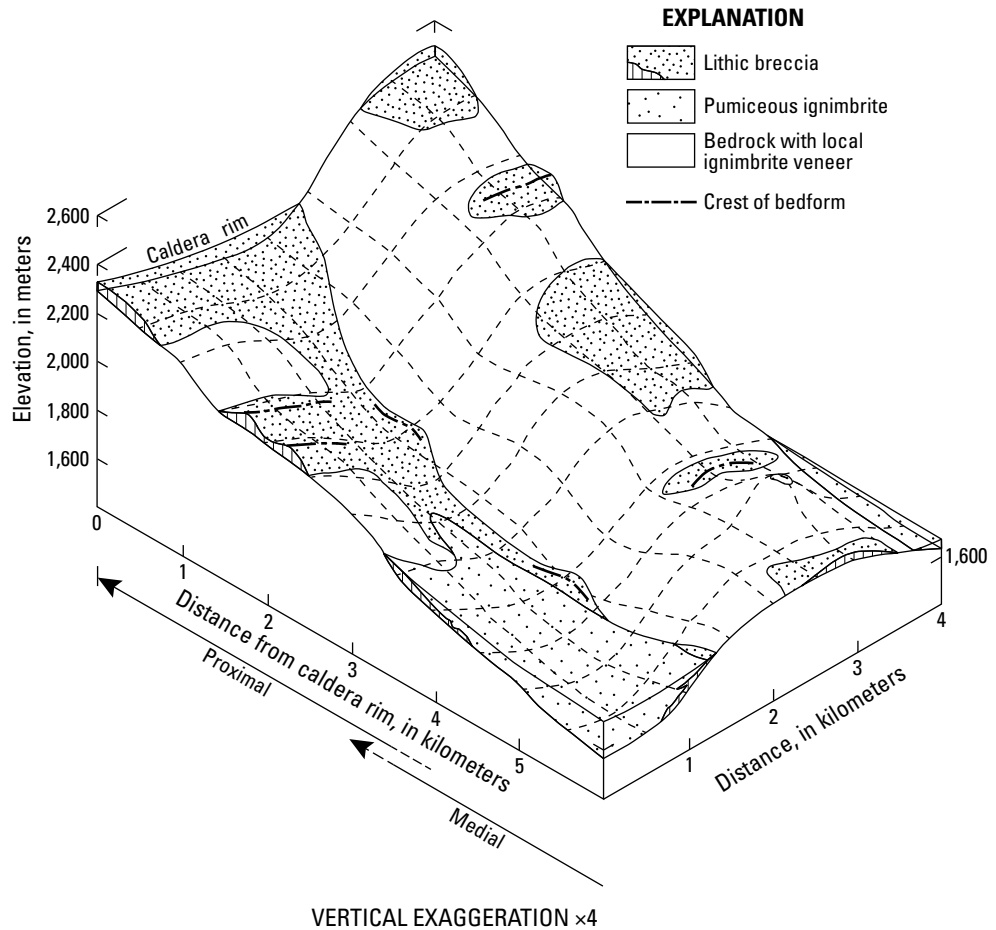 EXPLANATION
Lithic breccia
Pumiceous ignimbrite
Bedrock with local
ignimbrite veneer
Crest of bedform
Caldera rim
Elevation, in meters
2,600
2,400
2,200
2,000
1,800
1,600
0
1
2
3
4
5
Distance from caldera rim, in kilometers
Proximal
Medial
1
2
3
4
Distance, in kilometers
1,600
VERTICAL EXAGGERATION ×4